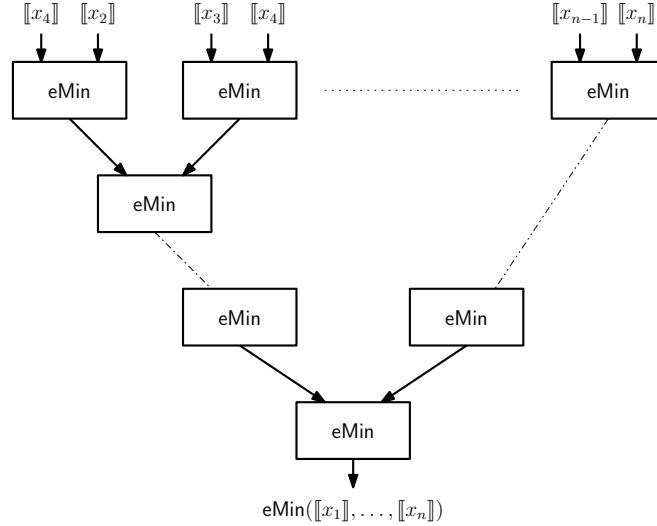 ⟦x₄⟧ ⟦x₂⟧ ⟦x₃⟧ ⟦x₄⟧ ⟦xₙ₋₁⟧ ⟦xₙ⟧
eMin eMin eMin
eMin
eMin eMin
eMin
eMin(⟦x₁⟧, . . . , ⟦xₙ⟧)